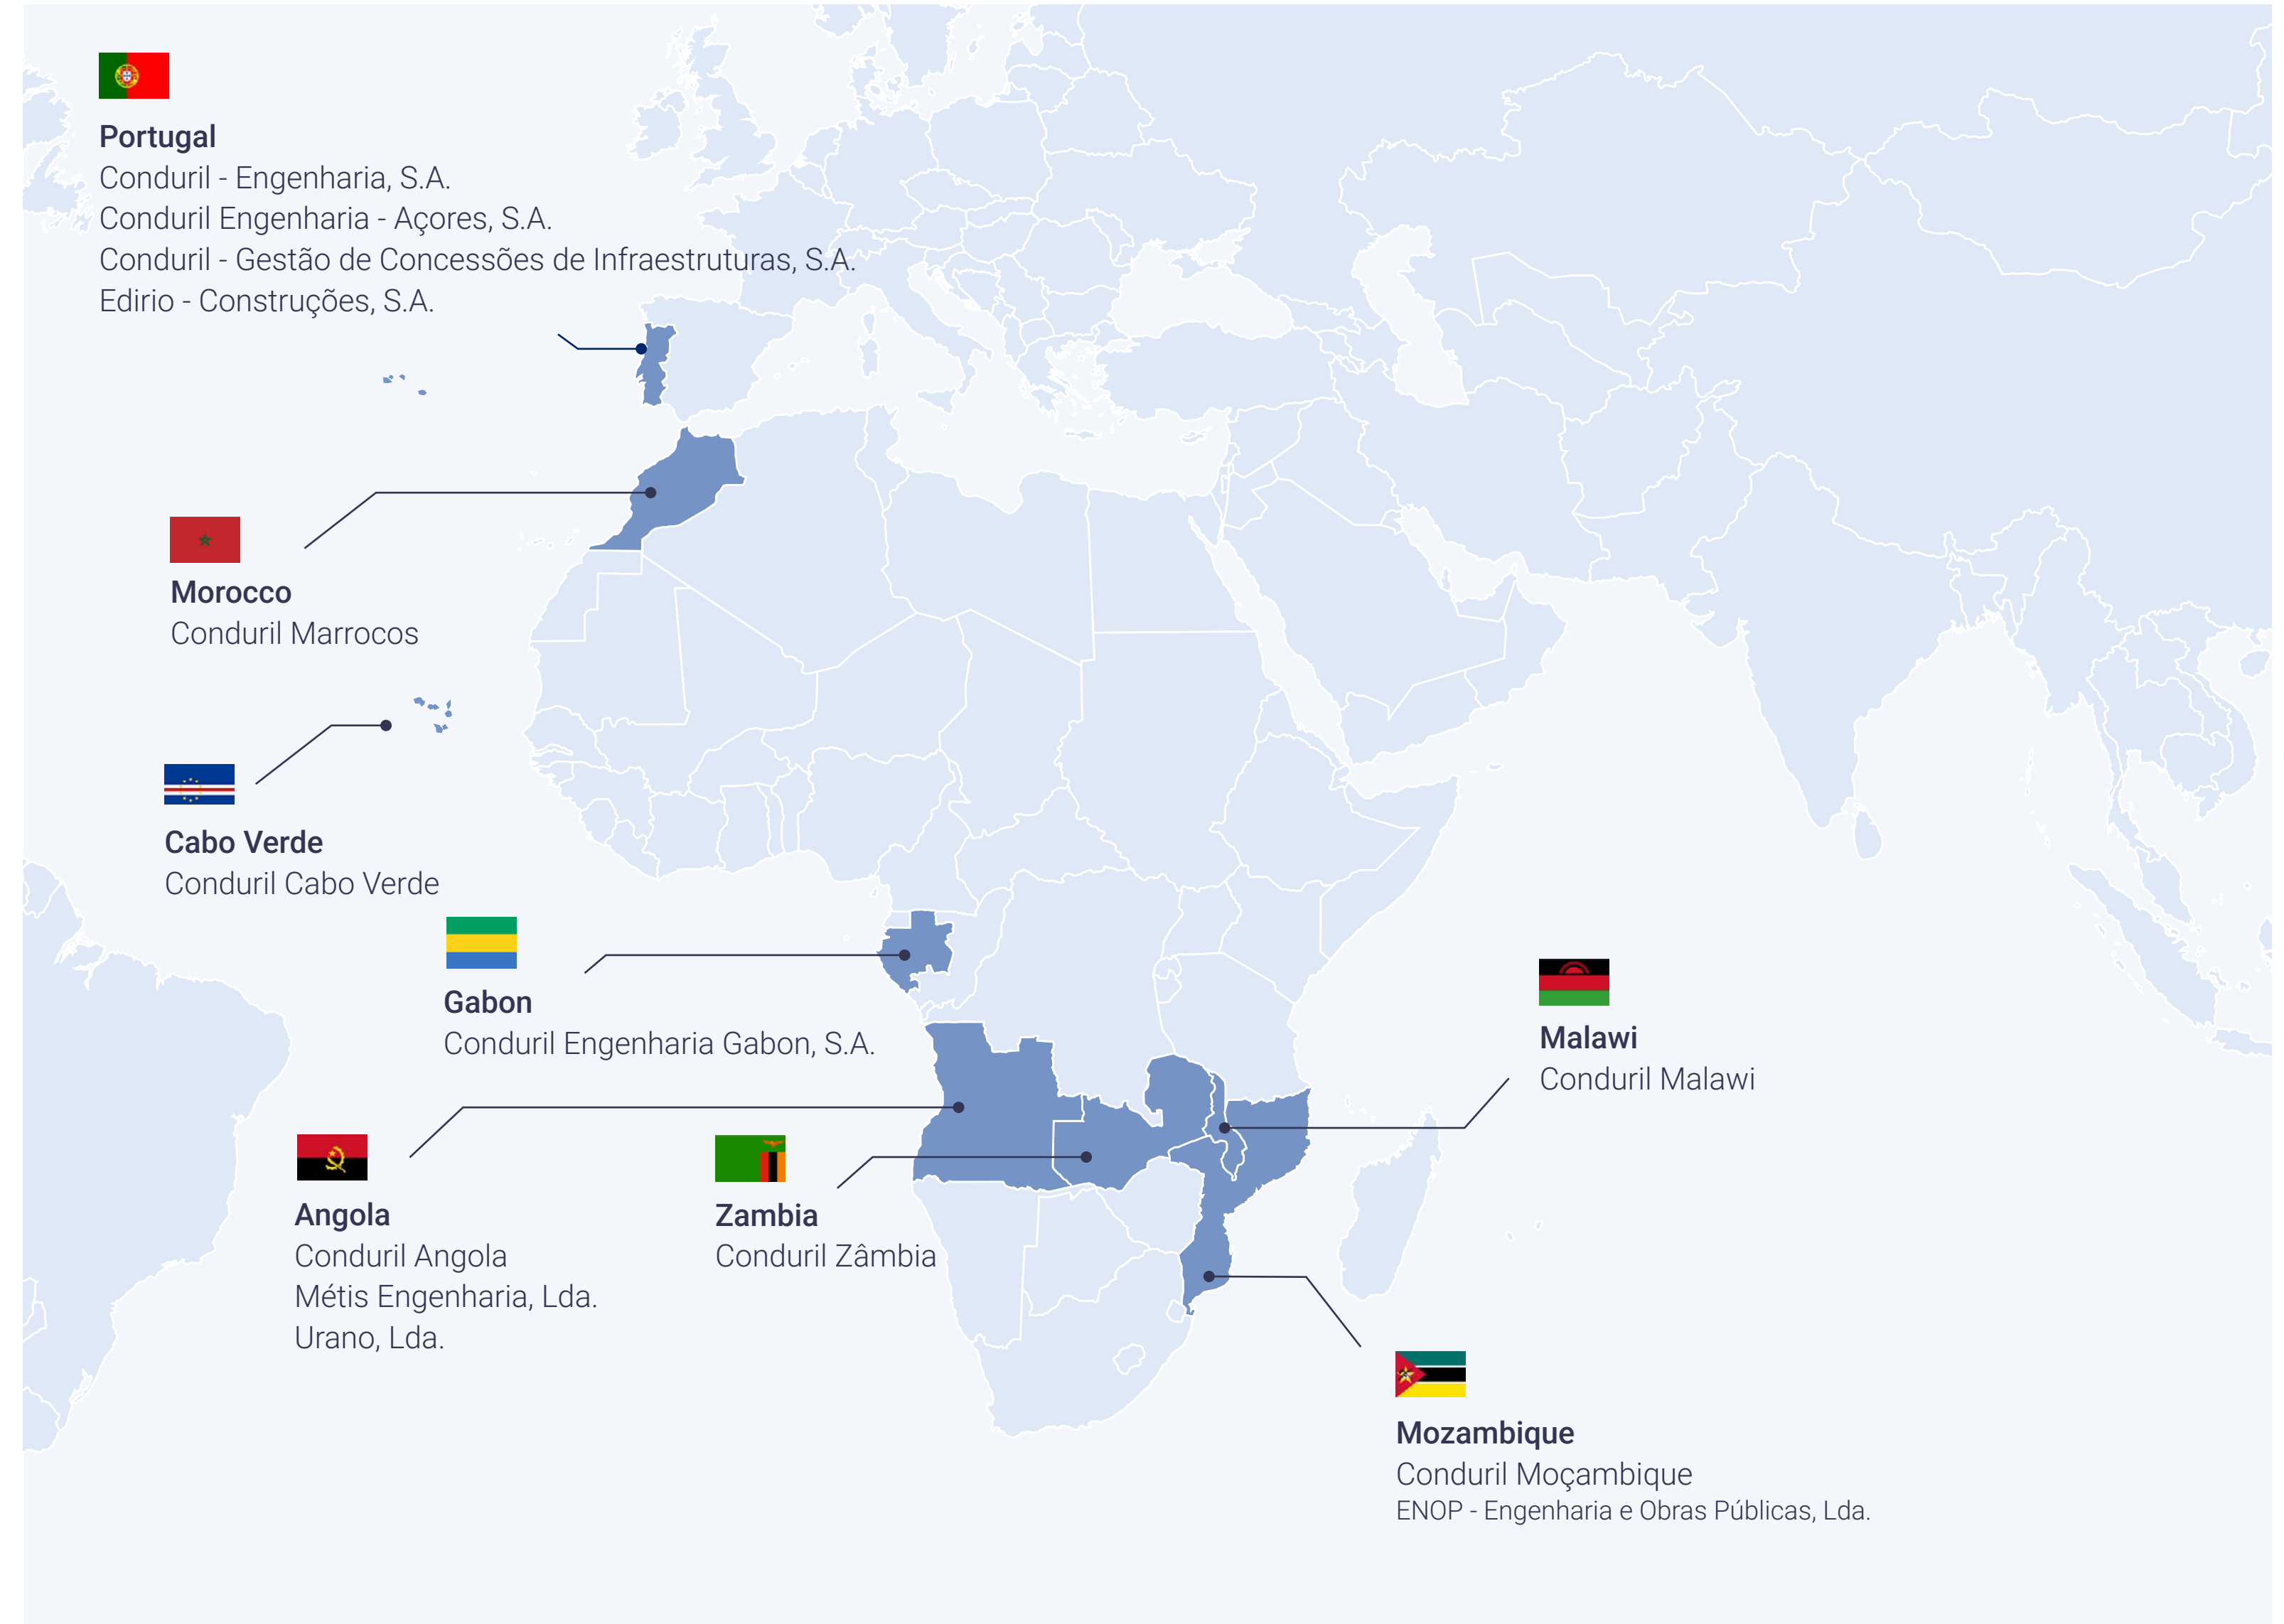 Portugal
Conduril - Engenharia, S.A.
Conduril Engenharia - Açores, S.A.
Conduril - Gestão de Concessões de Infraestruturas, S.A.
Edirio - Construções, S.A.
Morocco
Conduril Marrocos
Cabo Verde
Conduril Cabo Verde
Gabon
Conduril Engenharia Gabon, S.A.
Malawi
Conduril Malawi
Angola
Conduril Angola
Métis Engenharia, Lda.
Urano, Lda.
Zambia
Conduril Zâmbia
Mozambique
Conduril Moçambique
ENOP - Engenharia e Obras Públicas, Lda.